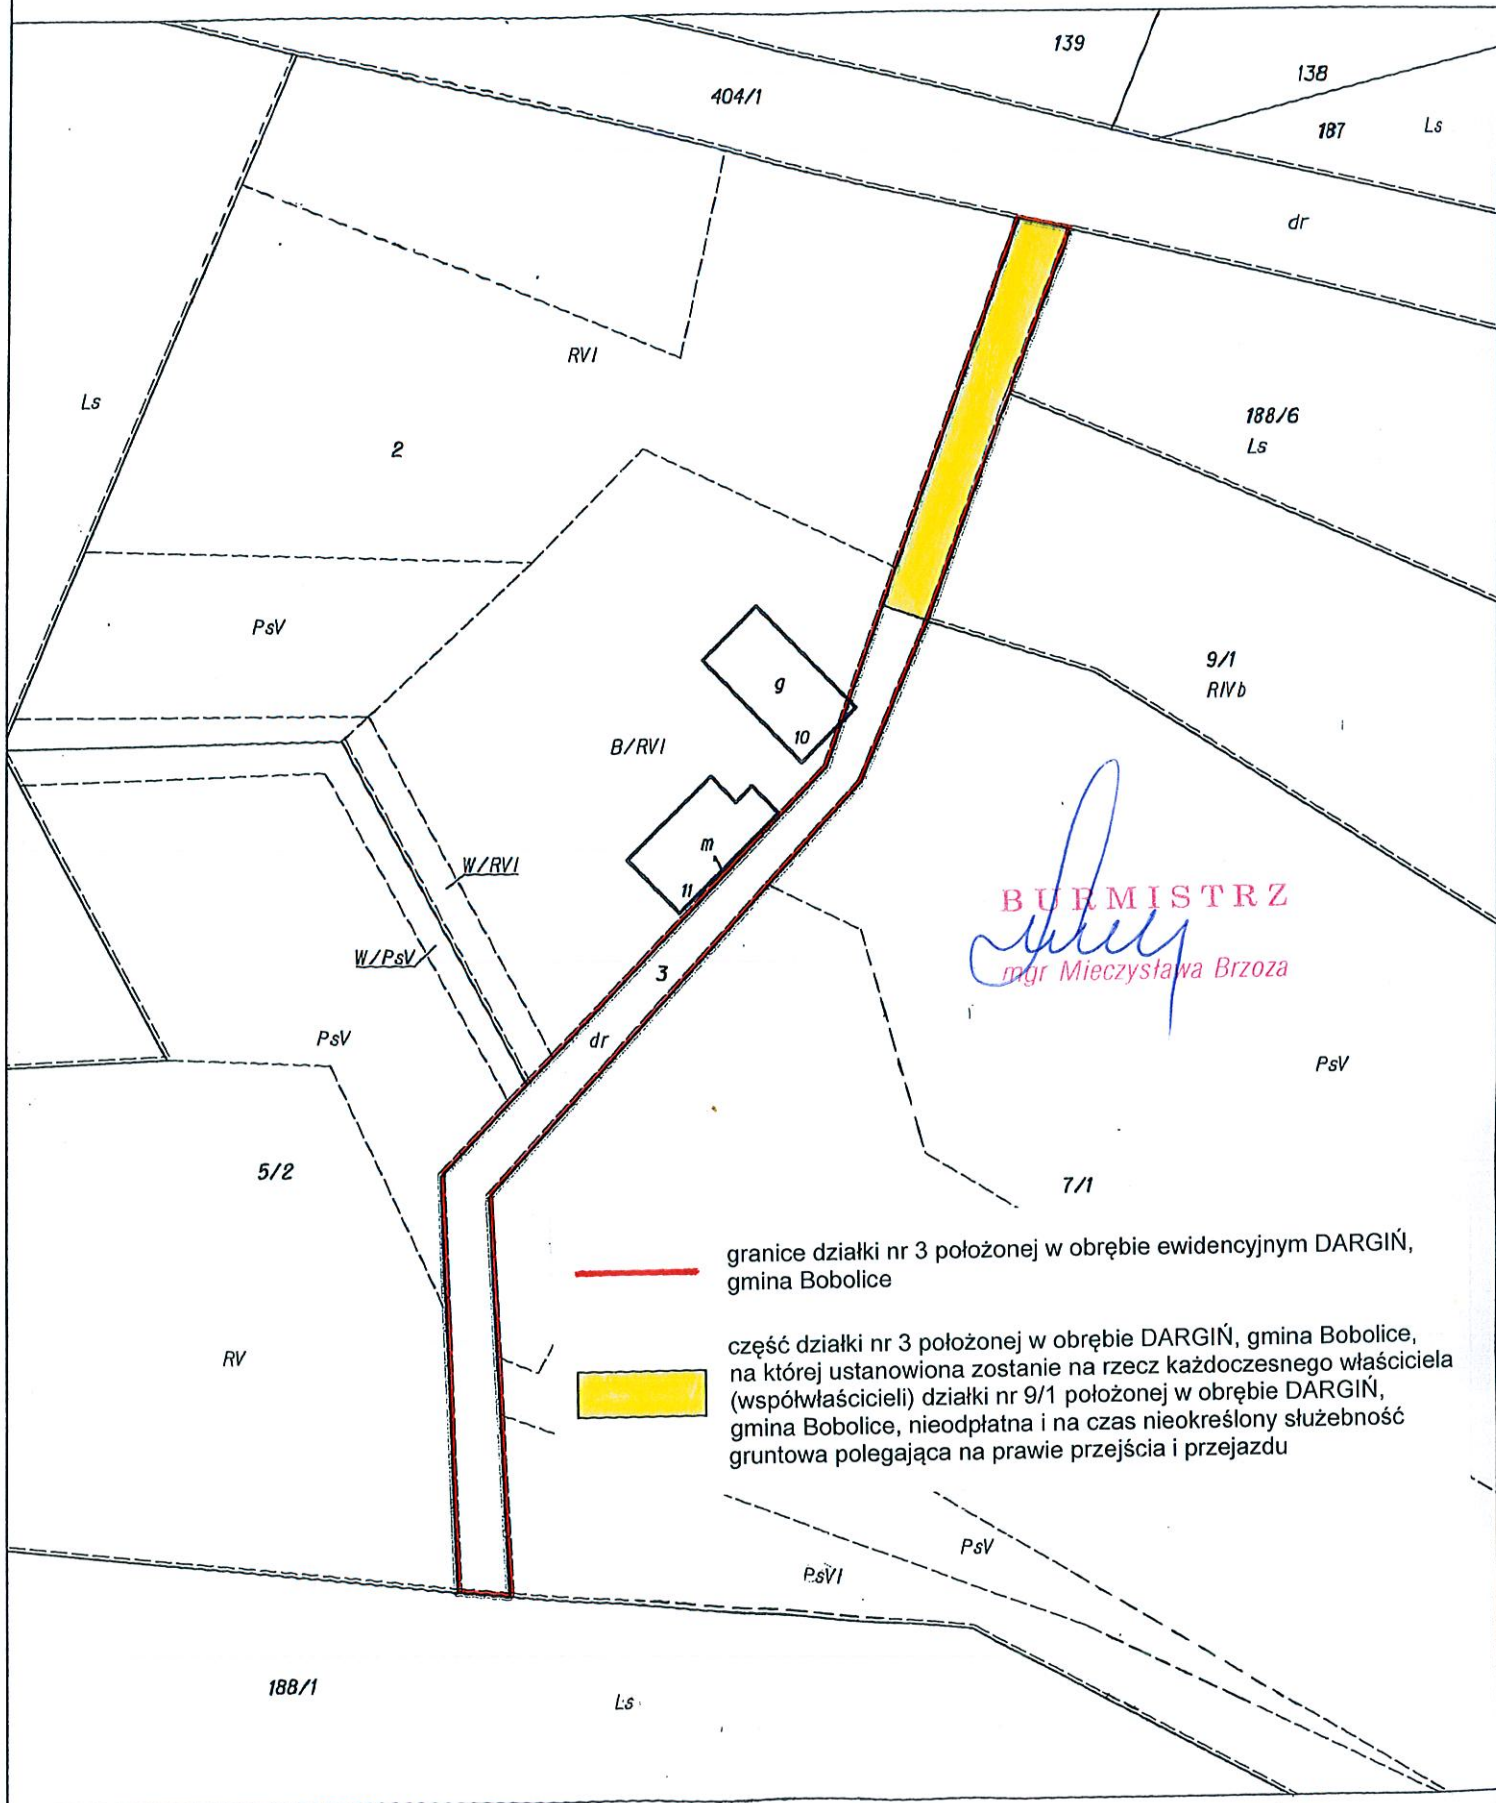 139
138
404/1
187
Ls
dr
RVI
Ls
188/6
Ls
2
PsV
9/1
RIVb
g
10
B/RVI
m
11
W/RVI
BURMISTRZ
mgr Mieczysława Brzoza
W/PsV
3
dr
PsV
PsV
5/2
7/1
granice działki nr 3 położonej w obrębie ewidencyjnym DARGIŃ,
gmina Bobolice
część działki nr 3 położonej w obrębie DARGIŃ, gmina Bobolice,
na której ustanowiona zostanie na rzecz każdoczesnego właściciela
(współwłaścicieli) działki nr 9/1 położonej w obrębie DARGIŃ,
gmina Bobolice, nieodpłatna i na czas nieokreślony służebność
gruntowa polegająca na prawie przejścia i przejazdu
RV
PsV
PsVI
188/1
Ls